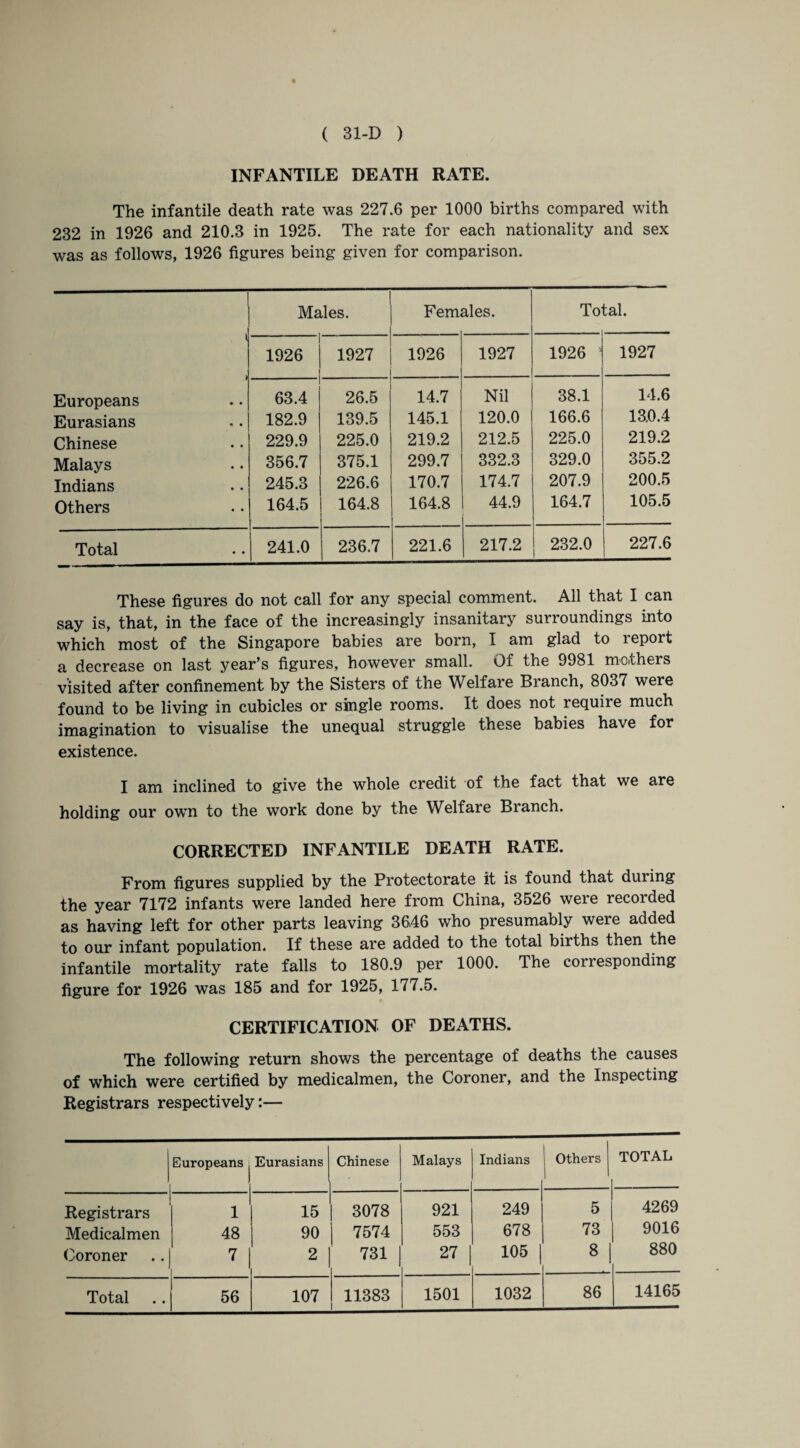 ( 31-D )
INFANTILE DEATH RATE.
The infantile death rate was 227.6 per 1000 births compared with
232 in 1926 and 210.3 in 1925. The rate for each nationality and sex
was as follows, 1926 figures being given for comparison.
Males. Females. Total.
1926 1927 1926 1927 1926 1927
Europeans .. 63.4 26.5 14.7 Nil 38.1 14.6
Eurasians .. 182.9 139.5 145.1 120.0 166.6 130.4
Chinese .. 229.9 225.0 219.2 212.5 225.0 219.2
Malays .. 356.7 375.1 299.7 332.3 329.0 355.2
Indians .. 245.3 226.6 170.7 174.7 207.9 200.5
Others .. 164.5 164.8 164.8 44.9 164.7 105.5
Total .. 241.0 236.7 221.6 217.2 232.0 227.6
These figures do not call for any special comment. All that I can
say is, that, in the face of the increasingly insanitary surroundings into
which most of the Singapore babies are born, I am glad to report
a decrease on last year's figures, however small. Of the 9981 mothers
visited after confinement by the Sisters of the Welfare Branch, 8037 were
found to be living in cubicles or single rooms. It does not require much
imagination to visualise the unequal struggle these babies have for
existence.
I am inclined to give the whole credit of the fact that we are
holding our own to the work done by the Welfare Branch.
CORRECTED INFANTILE DEATH RATE.
From figures supplied by the Protectorate it is found that during
the year 7172 infants were landed here from China, 3526 were recorded
as having left for other parts leaving 3646 who presumably were added
to our infant population. If these are added to the total births then the
infantile mortality rate falls to 180.9 per 1000. The corresponding
figure for 1926 was 185 and for 1925, 177.5.
CERTIFICATION OF DEATHS.
The following return shows the percentage of deaths the causes
of which were certified by medicalmen, the Coroner, and the Inspecting
Registrars respectively:—
Europeans Eurasians Chinese Malays Indians Others TOTAL
Registrars 1 15 3078 921 249 5 4269
Medicalmen 48 90 7574 553 678 73 9016
Coroner .. 7 2 731 27 105 8 880
Total .. 56 107 11383 1501 1032 86 14165